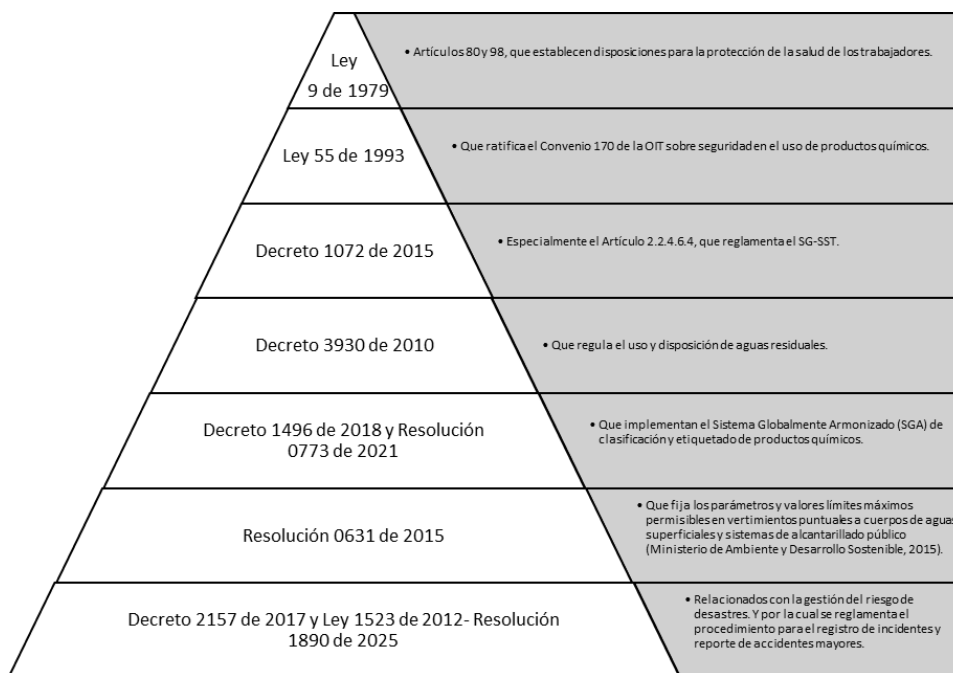 Ley
9 de 1979
• Artículos 80 y 98, que establecen disposiciones para la protección de la salud de los trabajadores.
Ley 55 de 1993
• Que ratifica el Convenio 170 de la OIT sobre seguridad en el uso de productos químicos.
Decreto 1072 de 2015
• Especialmente el Artículo 2.2.4.6.4, que reglamenta el SG-SST.
Decreto 3930 de 2010
• Que regula el uso y disposición de aguas residuales.
Decreto 1496 de 2018 y Resolución
0773 de 2021
• Que implementan el Sistema Globalmente Armonizado (SGA) de
clasificación y etiquetado de productos químicos.
Resolución 0631 de 2015
• Que fija los parámetros y valores límites máximos
permisibles en vertimientos puntuales a cuerpos de aguas
superficiales y sistemas de alcantarillado público
(Ministerio de Ambiente y Desarrollo Sostenible, 2015).
Decreto 2157 de 2017 y Ley 1523 de 2012- Resolución
1890 de 2025
• Relacionados con la gestión del riesgo de
desastres. Y por la cual se reglamenta el
procedimiento para el registro de incidentes y
reporte de accidentes mayores.